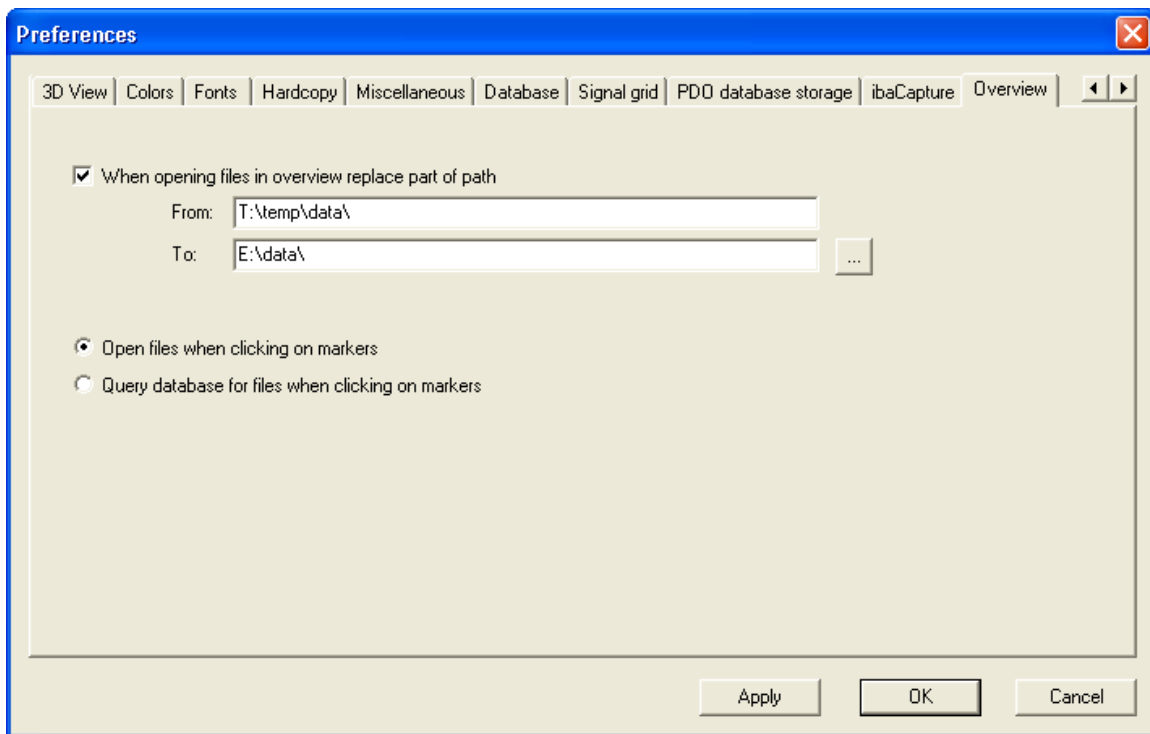 Preferences
3D View Colors Fonts Hardcopy Miscellaneous Database Signal grid PDO database storage ibaCapture Overview
When opening files in overview replace part of path
From: T:\temp\data\
To: E:\data\ ...
Open files when clicking on markers
Query database for files when clicking on markers
Apply OK Cancel